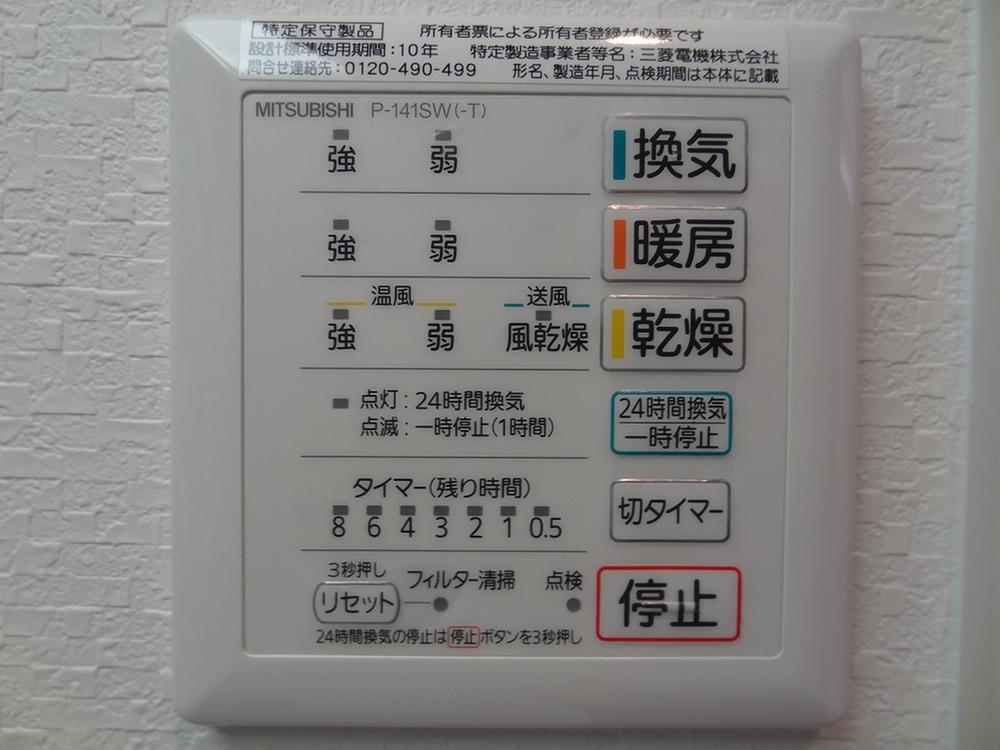 特定保守製品 所有者票による所有者登録が必要です
設計標準使用期間:10年 特定製造事業者等名:三菱電機株式会社
問合せ連絡先:0120-490-499 形名、製造年月、点検期間は本体に記載
MITSUBISHI P-141SW(-T)
強 弱 換気
強 弱 暖房
温風 送風
強 弱 風乾燥 乾燥
点灯:24時間換気
点滅:一時停止(1時間)
24時間換気
一時停止
タイマー(残り時間)
8 6 4 3 2 1 0.5
切タイマー
3秒押し
リセット フィルター清掃 点検
停止
24時間換気の停止は停止ボタンを3秒押し